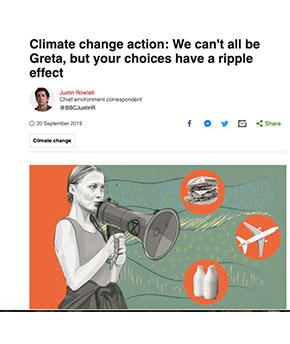 Climate change action: We can't all be
Greta, but your choices have a ripple
effect
Justin Rowlatt
Chief environment correspondent
@BBCJustinR
20 September 2019
Share
Climate change